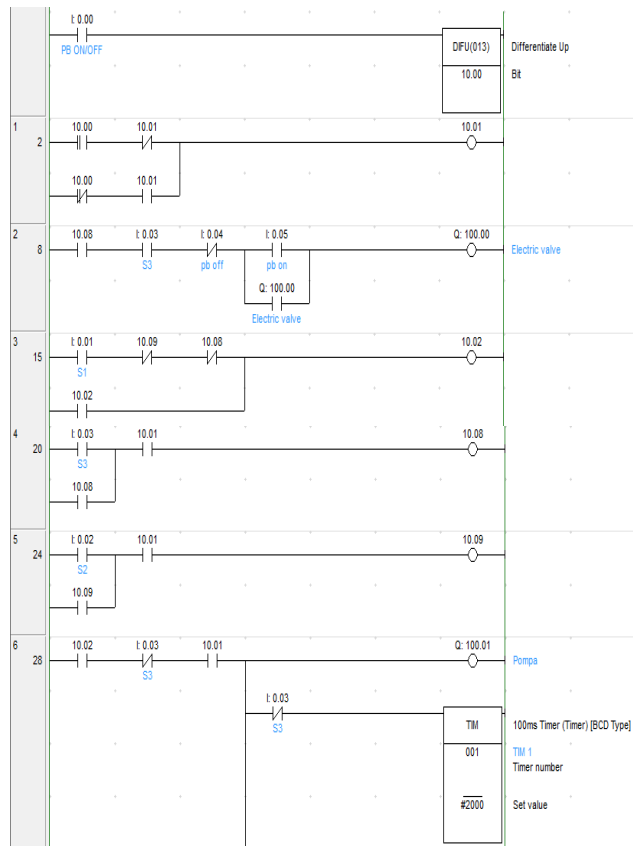 I: 0.00
PB ON/OFF
DIFU(013)
Differentiate Up
10.00
Bit
1
2
10.00
10.01
10.01
10.00
10.01
2
8
10.08
I: 0.03
I: 0.04
I: 0.05
Q: 100.00
S3
pb off
pb on
Electric valve
Q: 100.00
Electric valve
3
15
I: 0.01
10.09
10.08
10.02
S1
10.02
4
20
I: 0.03
10.01
10.08
S3
10.08
5
24
I: 0.02
10.01
10.09
S2
10.09
6
28
10.02
I: 0.03
10.01
Q: 100.01
S3
Pompa
I: 0.03
S3
TIM
100ms Timer (Timer) [BCD Type]
001
TIM 1
Timer number
#2000
Set value